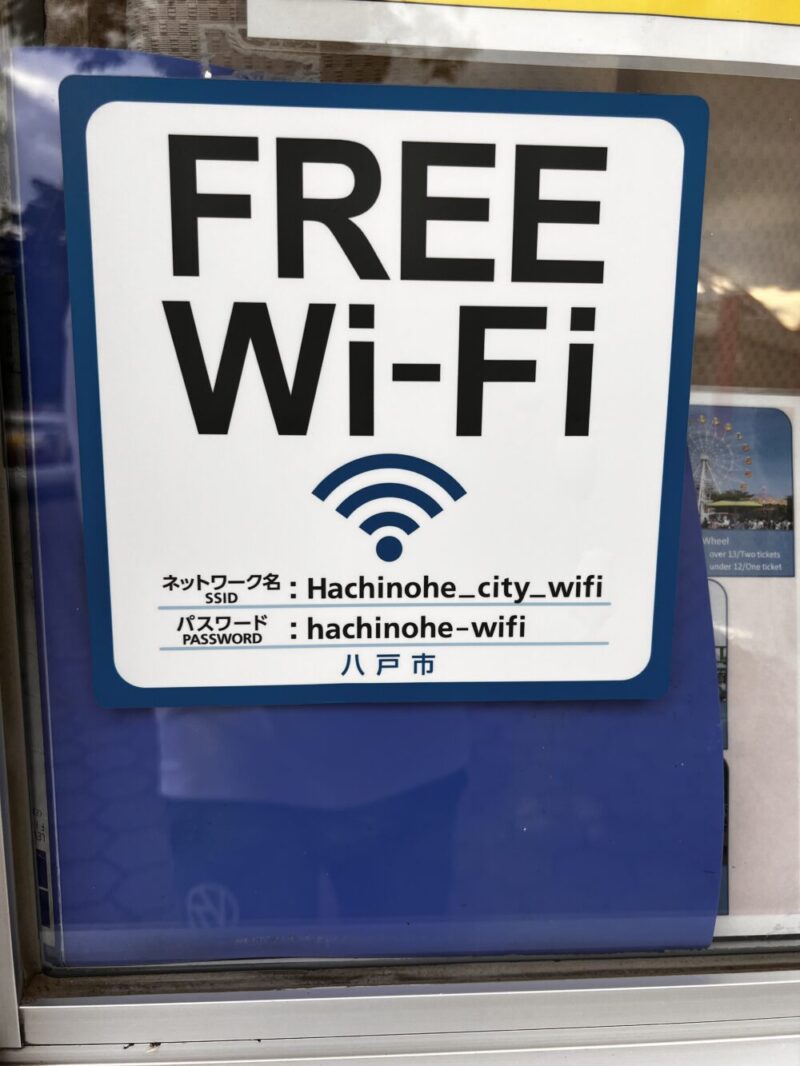 FREE
Wi-Fi
ネットワーク名
SSID
: Hachinohe_city_wifi
パスワード
PASSWORD
: hachinohe-wifi
八戸市
Wheel
over 13/Two tickets
under 12/One ticket